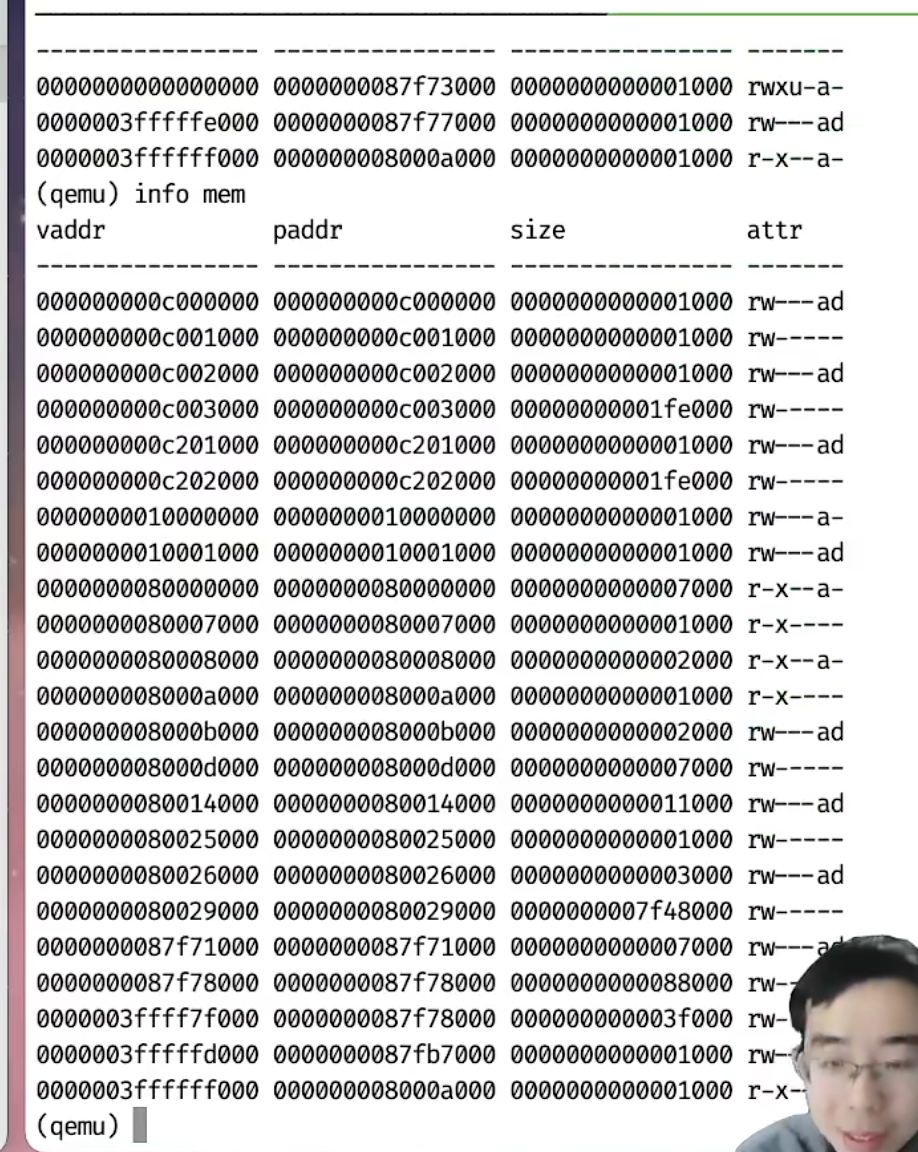 ---------------- ---------------- ---------------- -------
0000000000000000 0000000087f73000 0000000000001000 rwxu-a-
0000003fffffe000 0000000087f77000 0000000000001000 rw---ad
0000003ffffff000 000000008000a000 0000000000001000 r-x--a-
(qemu) info mem
vaddr            paddr            size             attr
---------------- ---------------- ---------------- -------
000000000c000000 000000000c000000 0000000000001000 rw---ad
000000000c001000 000000000c001000 0000000000001000 rw-----
000000000c002000 000000000c002000 0000000000001000 rw---ad
000000000c003000 000000000c003000 00000000001fe000 rw-----
000000000c201000 000000000c201000 0000000000001000 rw---ad
000000000c202000 000000000c202000 00000000001fe000 rw-----
0000000010000000 0000000010000000 0000000000001000 rw---a-
0000000010001000 0000000010001000 0000000000001000 rw---ad
0000000080000000 0000000080000000 0000000000007000 r-x--a-
0000000080007000 0000000080007000 0000000000001000 r-x----
0000000080008000 0000000080008000 0000000000002000 r-x--a-
000000008000a000 000000008000a000 0000000000001000 r-x----
000000008000b000 000000008000b000 0000000000002000 rw---ad
000000008000d000 000000008000d000 0000000000007000 rw-----
0000000080014000 0000000080014000 0000000000011000 rw---ad
0000000080025000 0000000080025000 0000000000001000 rw-----
0000000080026000 0000000080026000 0000000000003000 rw---ad
0000000080029000 0000000080029000 0000000007f48000 rw-----
0000000087f71000 0000000087f71000 0000000000007000 rw---ad
0000000087f78000 0000000087f78000 0000000000088000 rw-
0000003ffff7f000 0000000087f78000 000000000003f000 rw-
0000003fffffd000 0000000087fb7000 0000000000001000 rw-
0000003ffffff000 000000008000a000 0000000000001000 r-x-
(qemu)